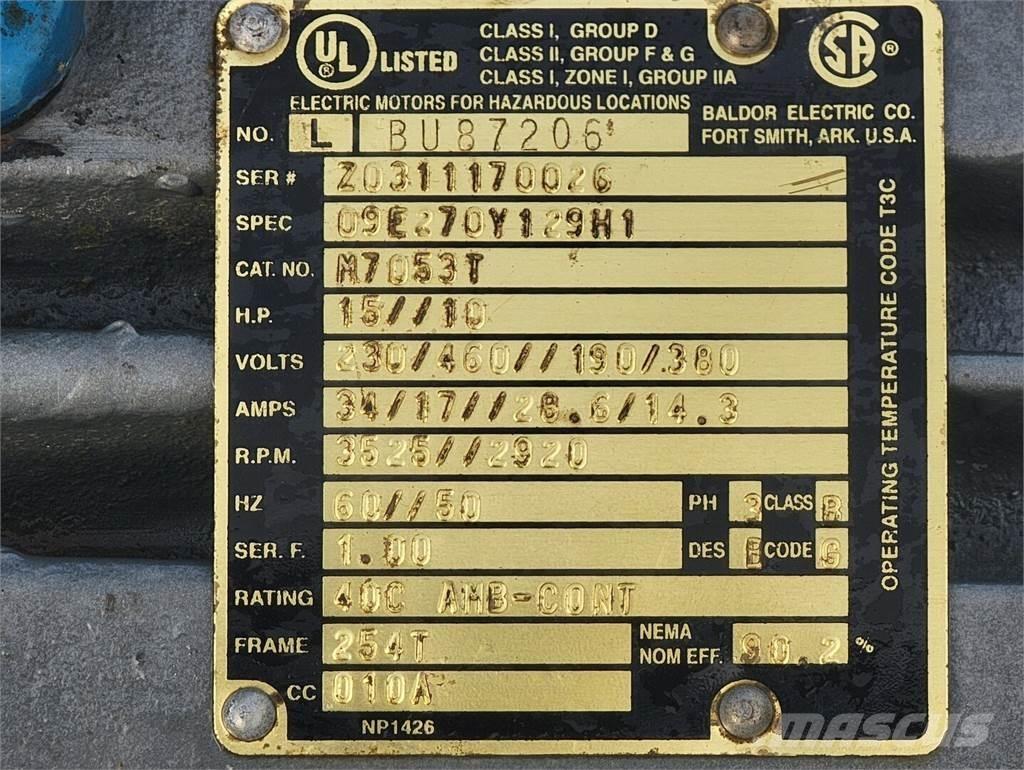 UL LISTED CLASS I, GROUP D
CLASS II, GROUP F & G
CLASS I, ZONE I, GROUP IIA
SA
ELECTRIC MOTORS FOR HAZARDOUS LOCATIONS
BALDOR ELECTRIC CO.
FORT SMITH, ARK. U.S.A.
NO. L BU87206
SER # Z0311170026
SPEC 09E270Y129H1
CAT. NO. M7053T
H.P. 15//10
VOLTS 230/460//190/380
AMPS 34/17//28.6/14.3
R.P.M. 3525//2920
HZ 60//50 PH 3 CLASS B
SER. F. 1.00 DES E CODE G
RATING 40C AMB-CONT
FRAME 254T NEMA NOM EFF. 90.2 %
CC 010A
NP1426
OPERATING TEMPERATURE CODE T3C
MASCUS